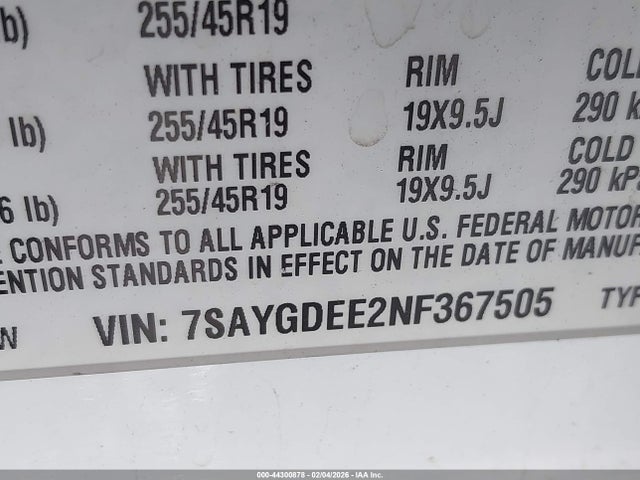 b) 255/45R19
WITH TIRES RIM COLD
lb) 255/45R19 19X9.5J 290 k
WITH TIRES RIM COLD
6 lb) 255/45R19 19X9.5J 290 kP
CONFORMS TO ALL APPLICABLE U.S. FEDERAL MOTOR
ENTION STANDARDS IN EFFECT ON THE DATE OF MANUF
W VIN: 7SAYGDEE2NF367505 TYP
000-44300878 - 02/04/2026 - IAA Inc.